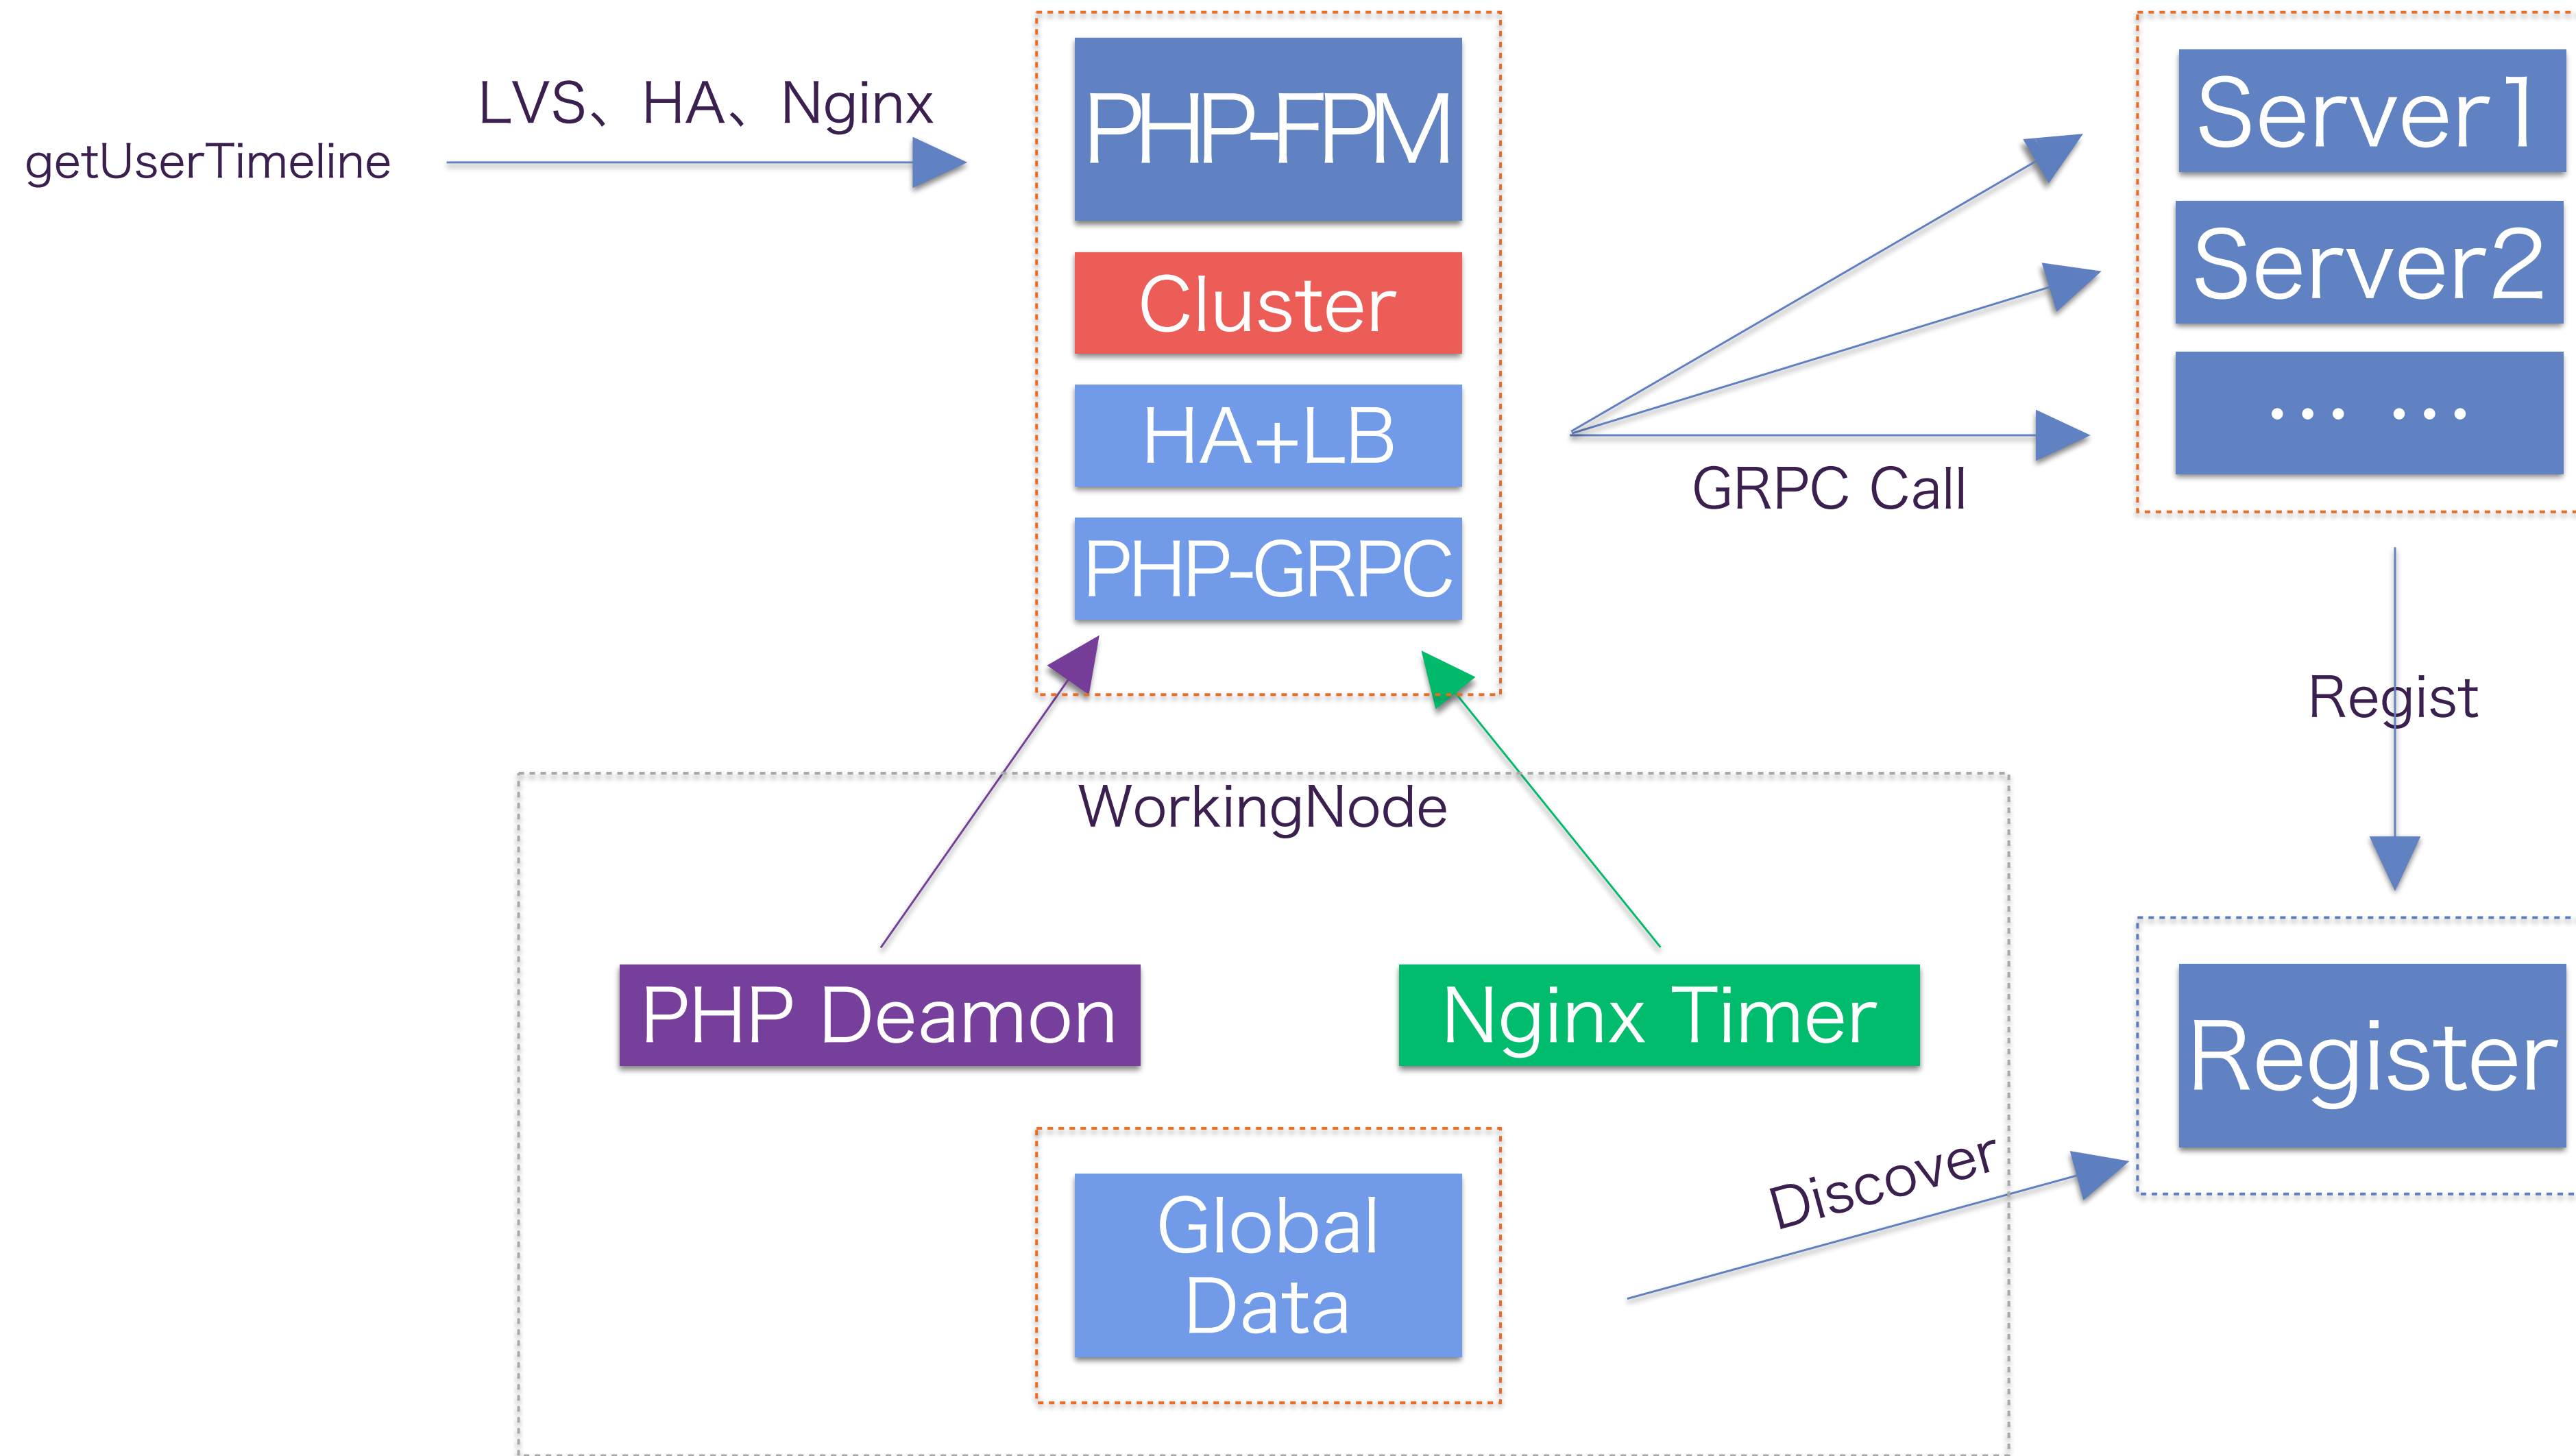 getUserTimeline
LVS、HA、Nginx
PHP-FPM
Cluster
HA+LB
PHP-GRPC
GRPC Call
Server1
Server2
… …
Regist
WorkingNode
PHP Deamon
Nginx Timer
Global
Data
Discover
Register